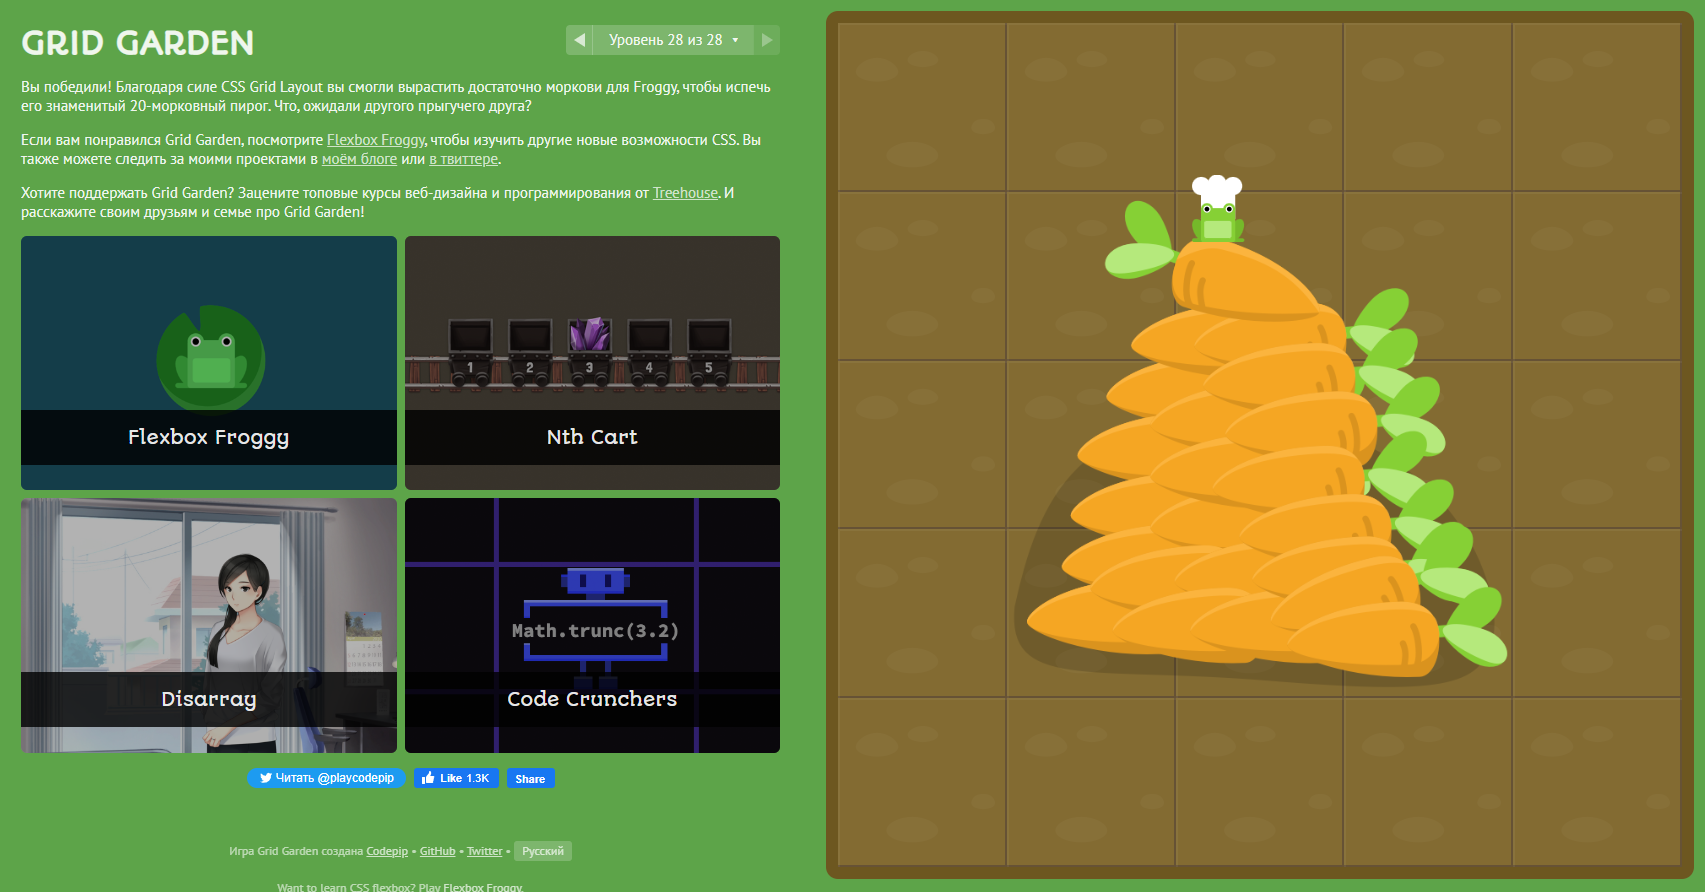 GRID GARDEN
Уровень 28 из 28
Вы победили! Благодаря силе CSS Grid Layout вы смогли вырастить достаточно моркови для Froggy, чтобы испечь
его знаменитый 20-морковный пирог. Что, ожидали другого прыгучего друга?
Если вам понравился Grid Garden, посмотрите Flexbox Froggy, чтобы изучить другие новые возможности CSS. Вы
также можете следить за моими проектами в моём блоге или в твиттере.
Хотите поддержать Grid Garden? Зацените топовые курсы веб-дизайна и программирования от Treehouse. И
расскажите своим друзьям и семье про Grid Garden!
1 2 3 4 5
Flexbox Froggy
Nth Cart
Math.trunc(3.2)
Disarray
Code Crunchers
Читать @playcodepip
Like 1.3K
Share
Игра Grid Garden создана Codepip • GitHub • Twitter • Русский
Want to learn CSS flexbox? Play Flexbox Froggy.